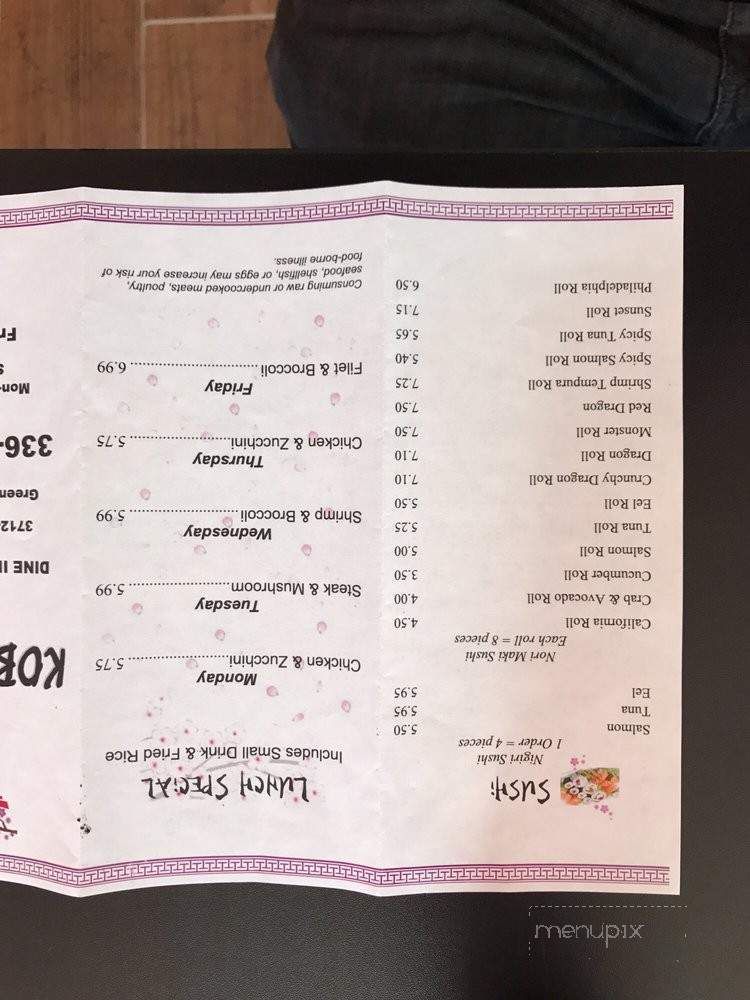 SUSHi
Nigiri Sushi
1 Order = 4 pieces
Salmon 5.50
Tuna 5.95
Eel 5.95
Nori Maki Sushi
Each roll = 8 pieces
California Roll 4.50
Crab & Avocado Roll 4.00
Cucumber Roll 3.50
Salmon Roll 5.00
Tuna Roll 5.25
Eel Roll 5.50
Crunchy Dragon Roll 7.10
Dragon Roll 7.10
Monster Roll 7.50
Red Dragon 7.50
Shrimp Tempura Roll 7.25
Spicy Salmon Roll 5.40
Spicy Tuna Roll 5.65
Sunset Roll 7.15
Philadelphia Roll 6.50
LUNCH SPECIAL
Includes Small Drink & Fried Rice
Monday
Chicken & Zucchini......................... 5.75
Tuesday
Steak & Mushroom......................... 5.99
Wednesday
Shrimp & Broccoli........................... 5.99
Thursday
Chicken & Zucchini......................... 5.75
Friday
Filet & Broccoli................................ 6.99
Consuming raw or undercooked meats, poultry,
seafood, shellfish, or eggs may increase your risk of
food-borne illness.
KOB
DINE I
3712
Green
336-
Mon-
S
Fr
menupix